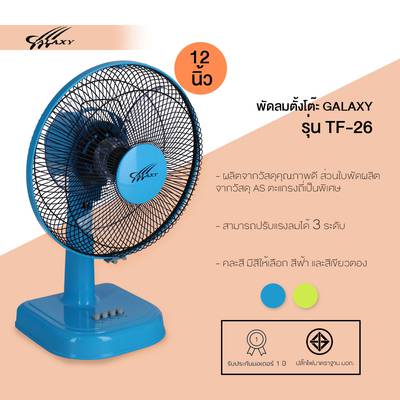 GALAXY
12
นิ้ว
พัดลมตั้งโต๊ะ GALAXY
รุ่น TF-26
GALAXY
- ผลิตจากวัสดุคุณภาพดี ส่วนใบพัดผลิต
จากวัสดุ AS ตะแกรงถี่เป็นพิเศษ
- สามารถปรับแรงลมได้ 3 ระดับ
- คละสี มีสีให้เลือก สีฟ้า และสีเขียวตอง
1
รับประกันมอเตอร์ 1 ปี
ปลั๊กไฟมาตราฐาน มอก.